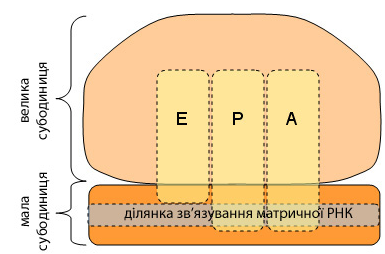 велика
субодиниця
E P A
мала
субодиниця
ділянка зв'язування матричної РНК